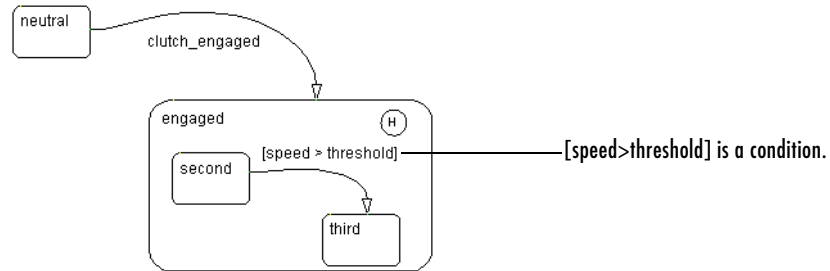 neutral
clutch_engaged
engaged
H
[speed > threshold]
[speed>threshold] is a condition.
second
third